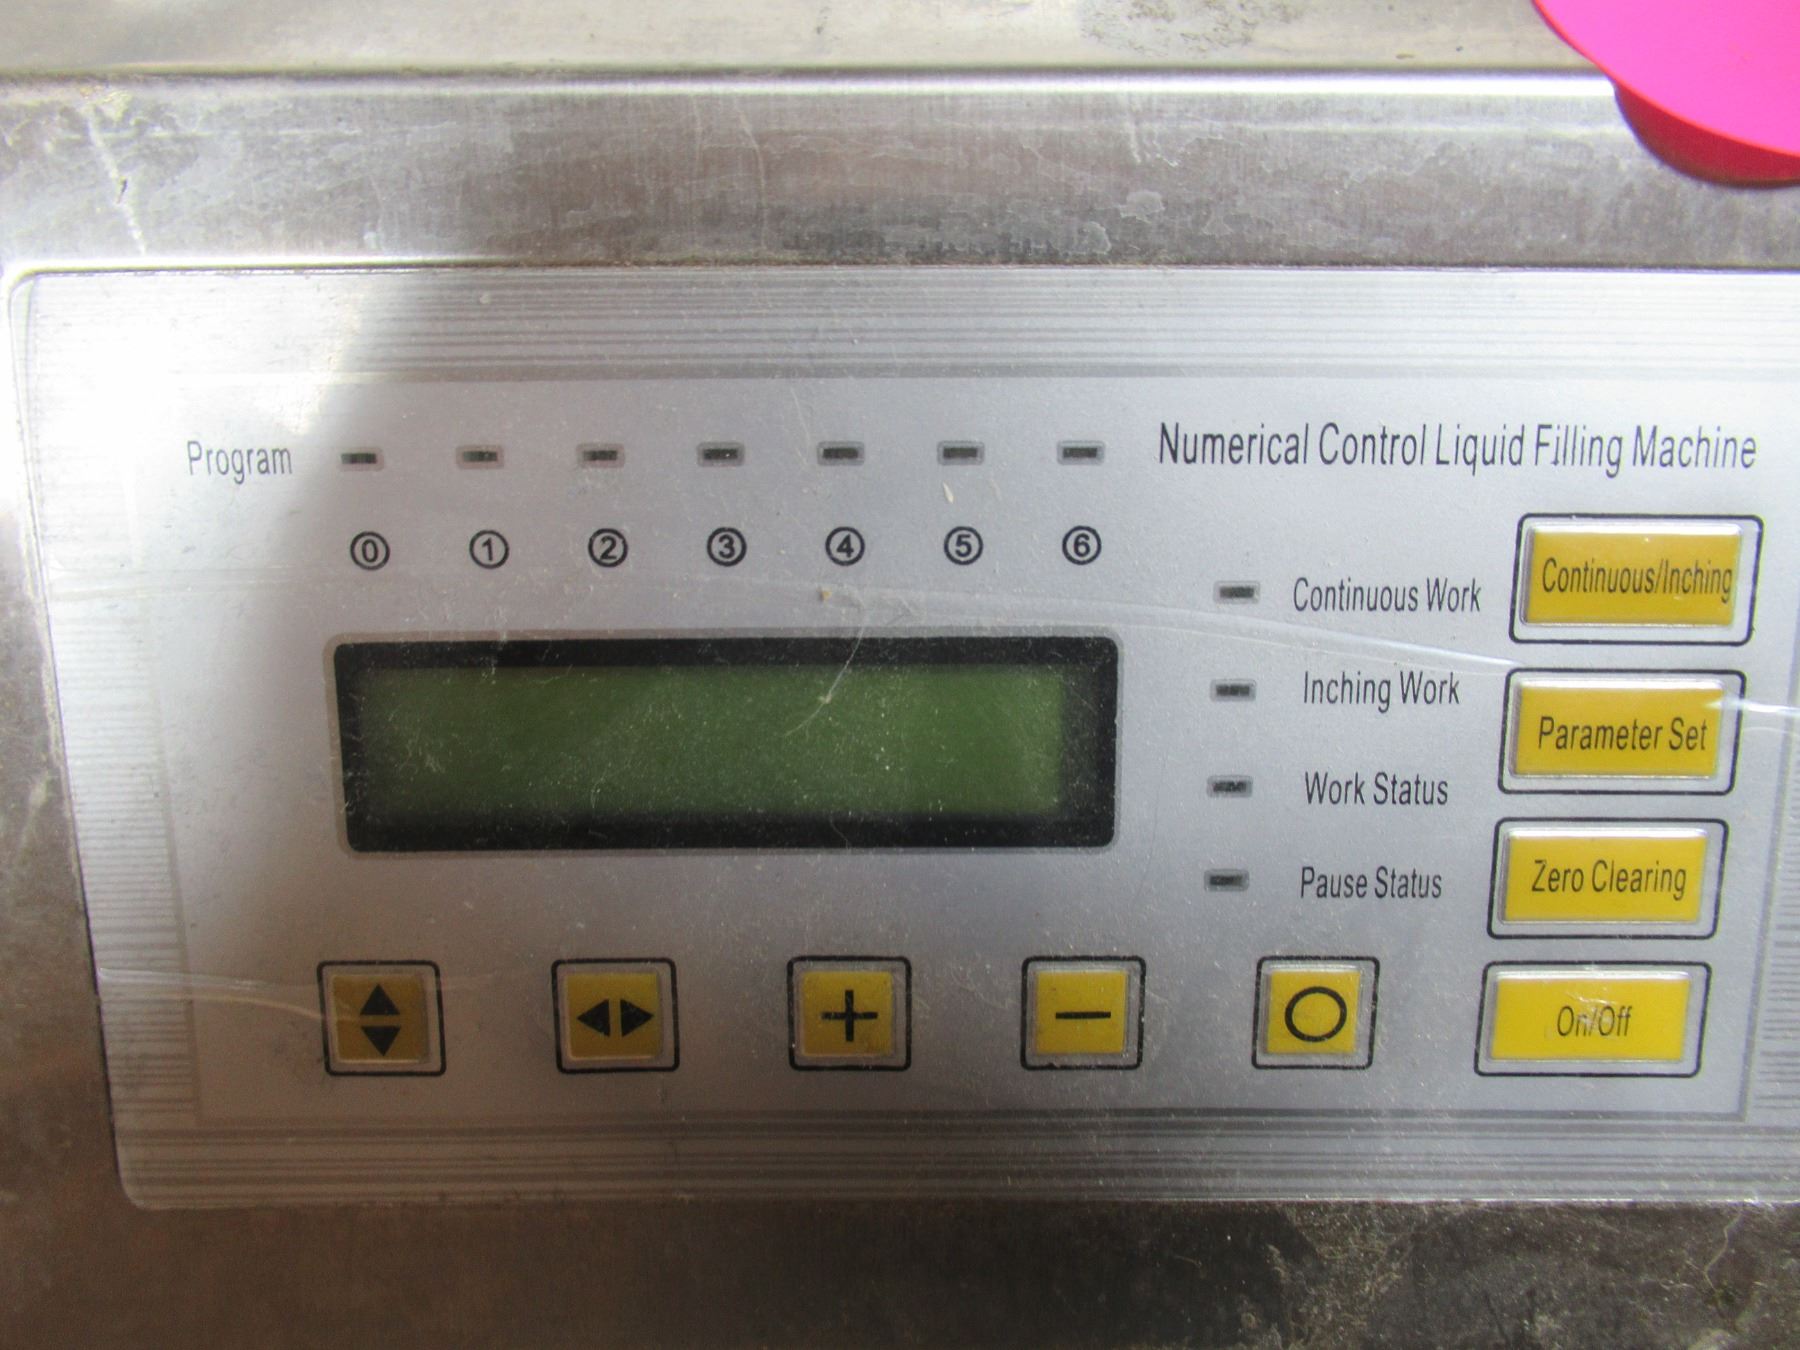 Numerical Control Liquid Filling Machine
Program
0 1 2 3 4 5 6
Continuous Work
Continuous/Inching
Inching Work
Parameter Set
Work Status
Zero Clearing
Pause Status
+ −
On/Off